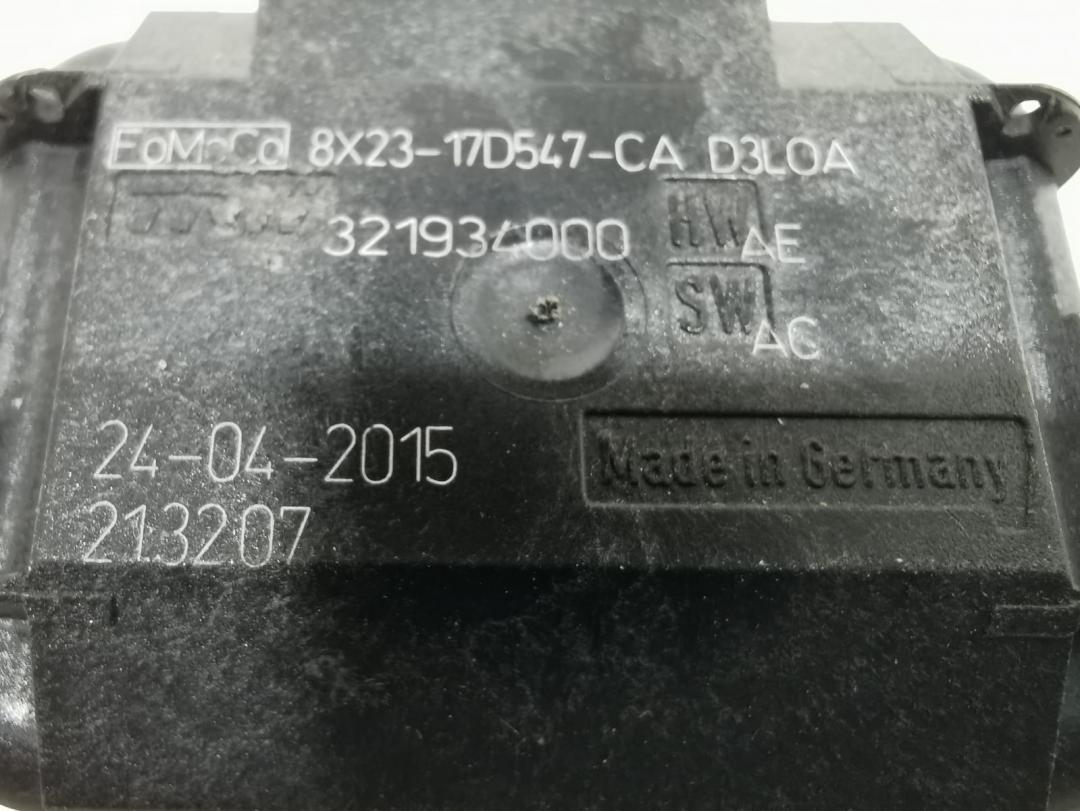 FoMoCo 8X23-17D547-CA D3LOA
321934000 HW AE
SW AC
24-04-2015
213207
Made in Germany